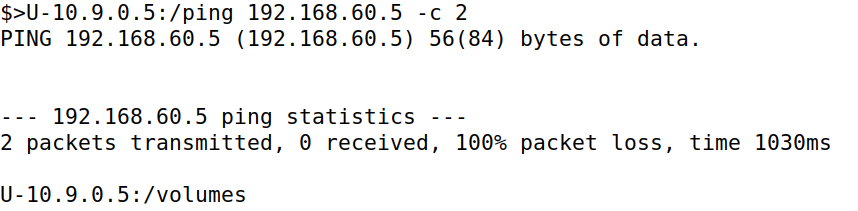 $>U-10.9.0.5:/ping 192.168.60.5 -c 2
PING 192.168.60.5 (192.168.60.5) 56(84) bytes of data.
--- 192.168.60.5 ping statistics ---
2 packets transmitted, 0 received, 100% packet loss, time 1030ms
U-10.9.0.5:/volumes